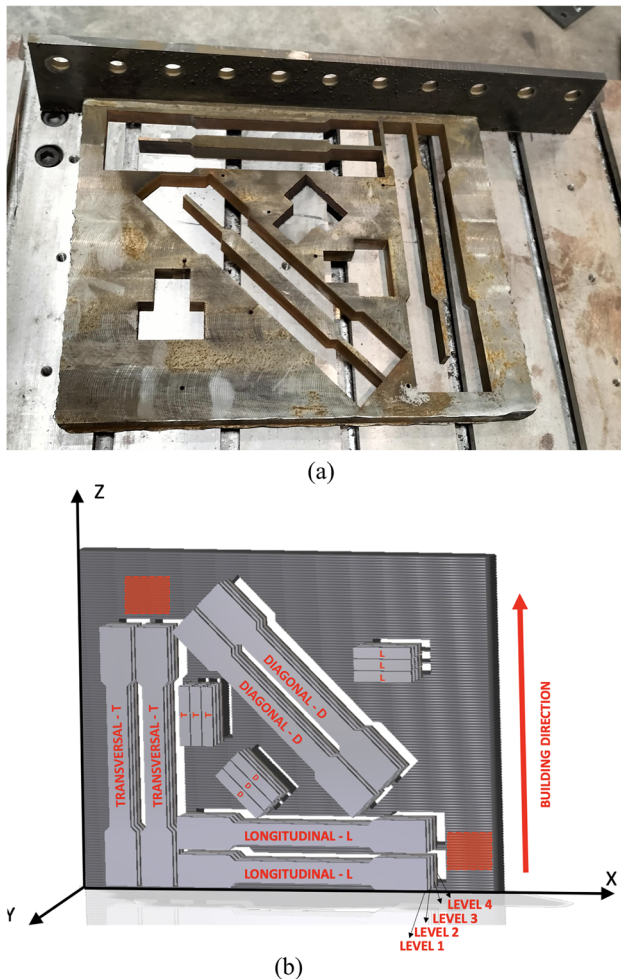 (a)
Z
TRANSVERSAL - T
TRANSVERSAL - T
DIAGONAL - D
DIAGONAL - D
L
L
L
T T T
D
D
D
LONGITUDINAL - L
LONGITUDINAL - L
BUILDING DIRECTION
X
Y
LEVEL 4
LEVEL 3
LEVEL 2
LEVEL 1
(b)